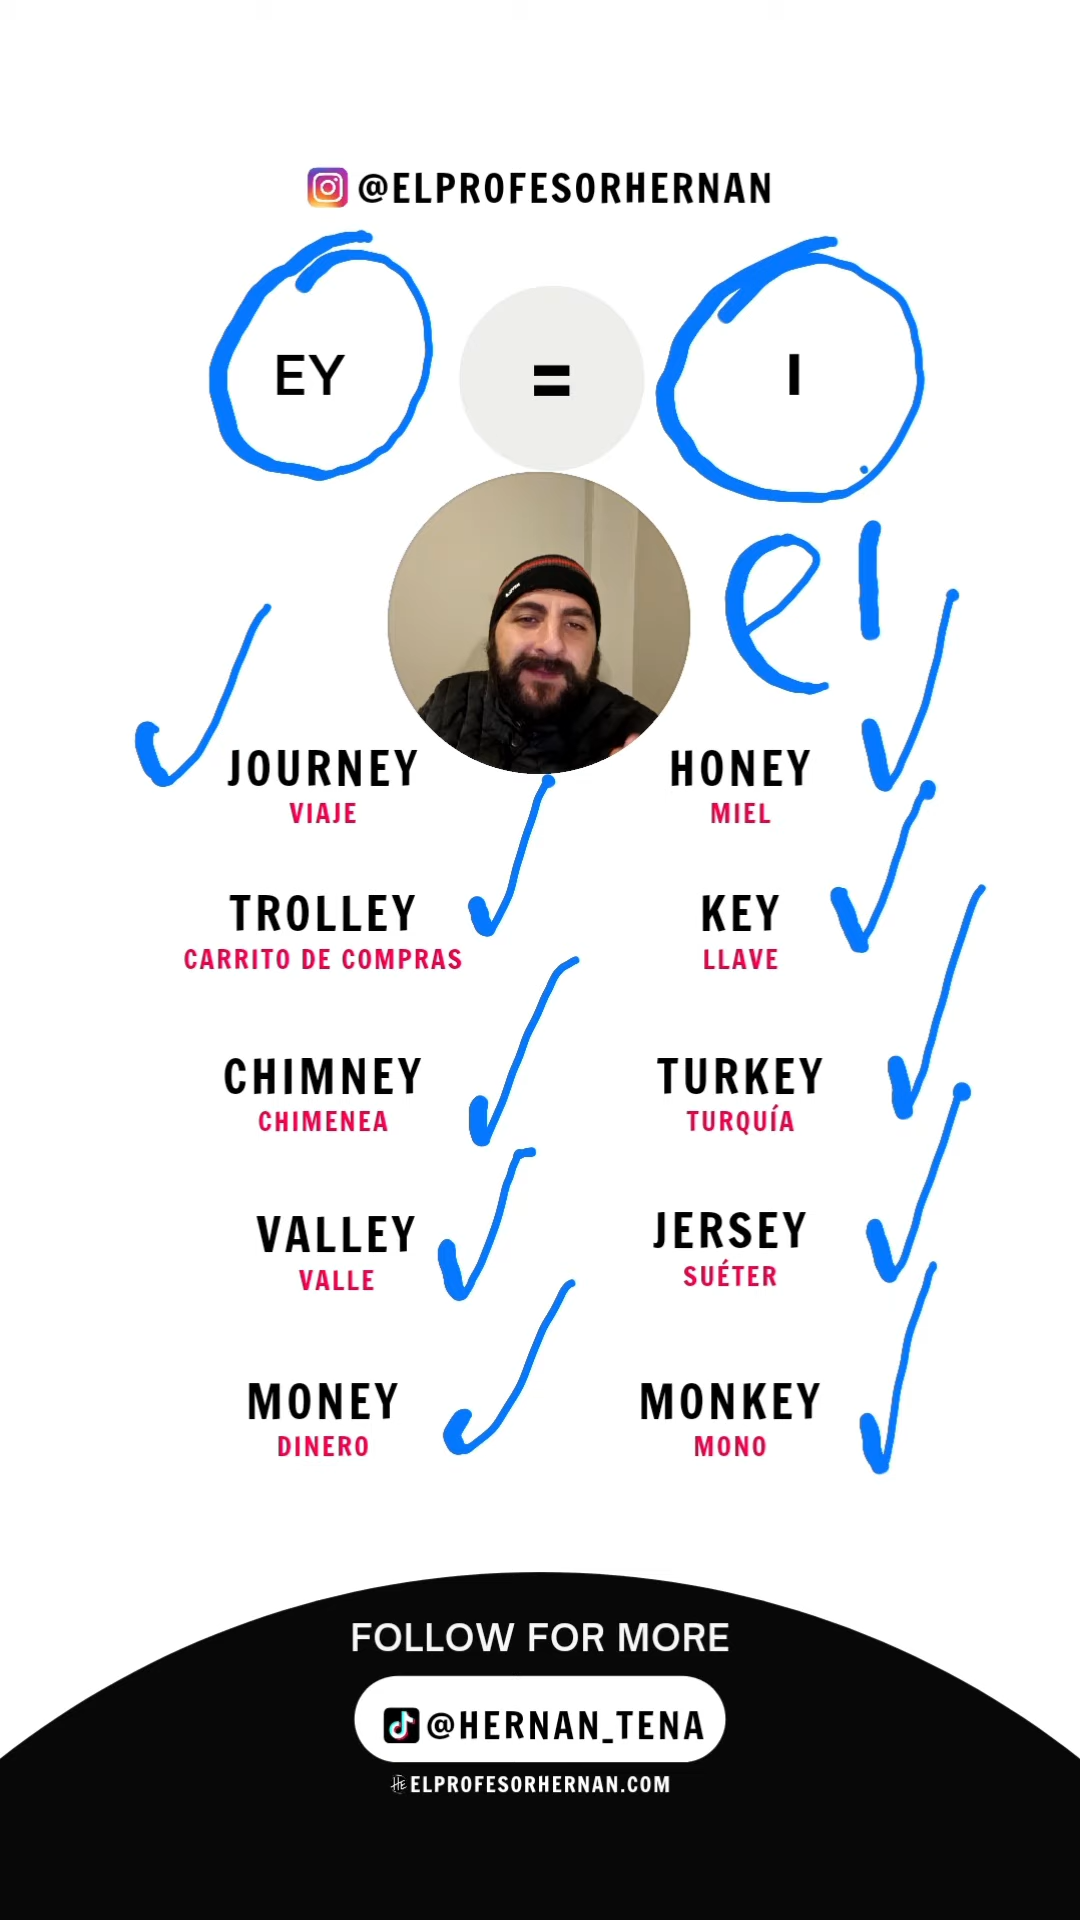 @ELPROFESORHERNAN
EY = I
el
JOURNEY
VIAJE
HONEY
MIEL
TROLLEY
CARRITO DE COMPRAS
KEY
LLAVE
CHIMNEY
CHIMENEA
TURKEY
TURQUÍA
VALLEY
VALLE
JERSEY
SUÉTER
MONEY
DINERO
MONKEY
MONO
FOLLOW FOR MORE
@HERNAN_TENA
ELPROFESORHERNAN.COM